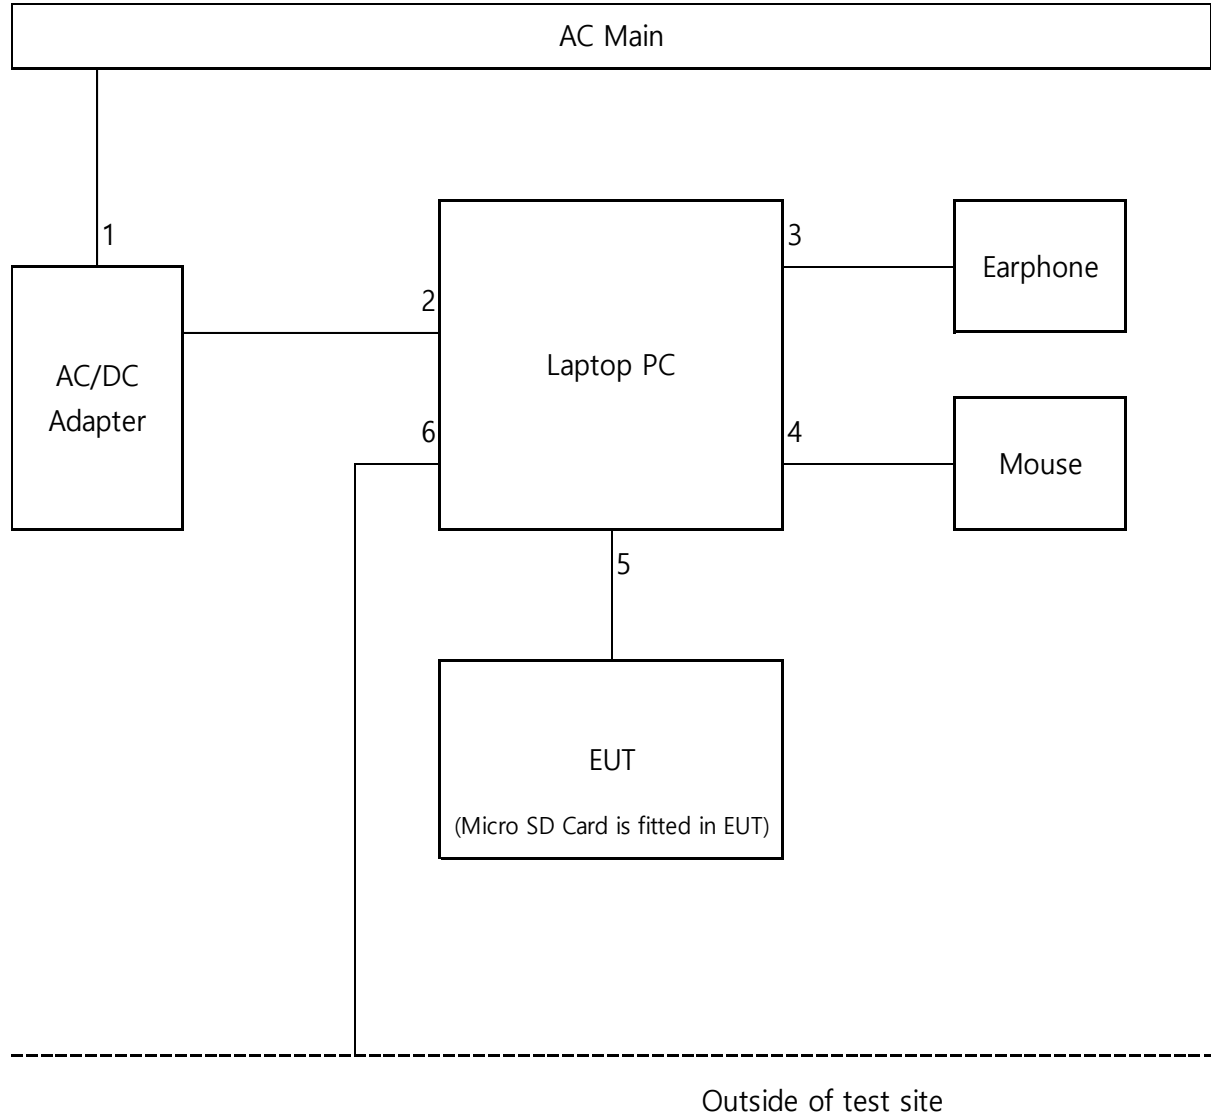 AC Main
1
3
Earphone
2
Laptop PC
AC/DC
Adapter
6
4
Mouse
5
EUT
(Micro SD Card is fitted in EUT)
Outside of test site